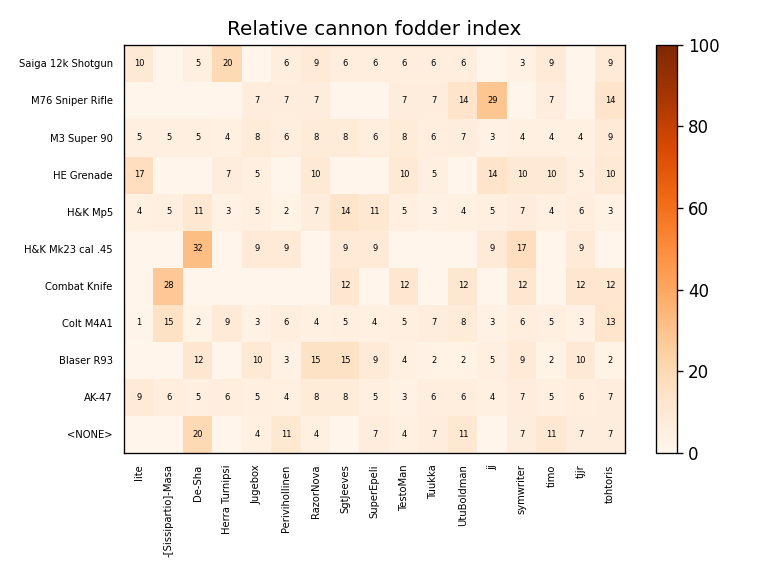 Relative cannon fodder index
Saiga 12k Shotgun 10 5 20 6 9 6 6 6 6 6 3 9 9
M76 Sniper Rifle 7 7 7 7 7 14 29 7 14
M3 Super 90 5 5 5 4 8 6 8 8 6 8 6 7 3 4 4 4 9
HE Grenade 17 7 5 10 10 5 14 10 10 5 10
H&K Mp5 4 5 11 3 5 2 7 14 11 5 3 4 5 7 4 6 3
H&K Mk23 cal .45 32 9 9 9 9 9 17 9
Combat Knife 28 12 12 12 12 12 12
Colt M4A1 1 15 2 9 3 6 4 5 4 5 7 8 3 6 5 3 13
Blaser R93 12 10 3 15 15 9 4 2 2 5 9 2 10 2
AK-47 9 6 5 6 5 4 8 8 5 3 6 6 4 7 5 6 7
<NONE> 20 4 11 4 7 4 7 11 7 11 7 7
lite
-[Sissipartio]-Masa
De-Sha
Herra Turnipsi
Jugebox
Perivihollinen
RazorNova
SgtJeeves
SuperEpeli
TestoMan
Tuukka
UtuBoldman
jj
symwriter
timo
tjjr
tohtoris
100
80
60
40
20
0